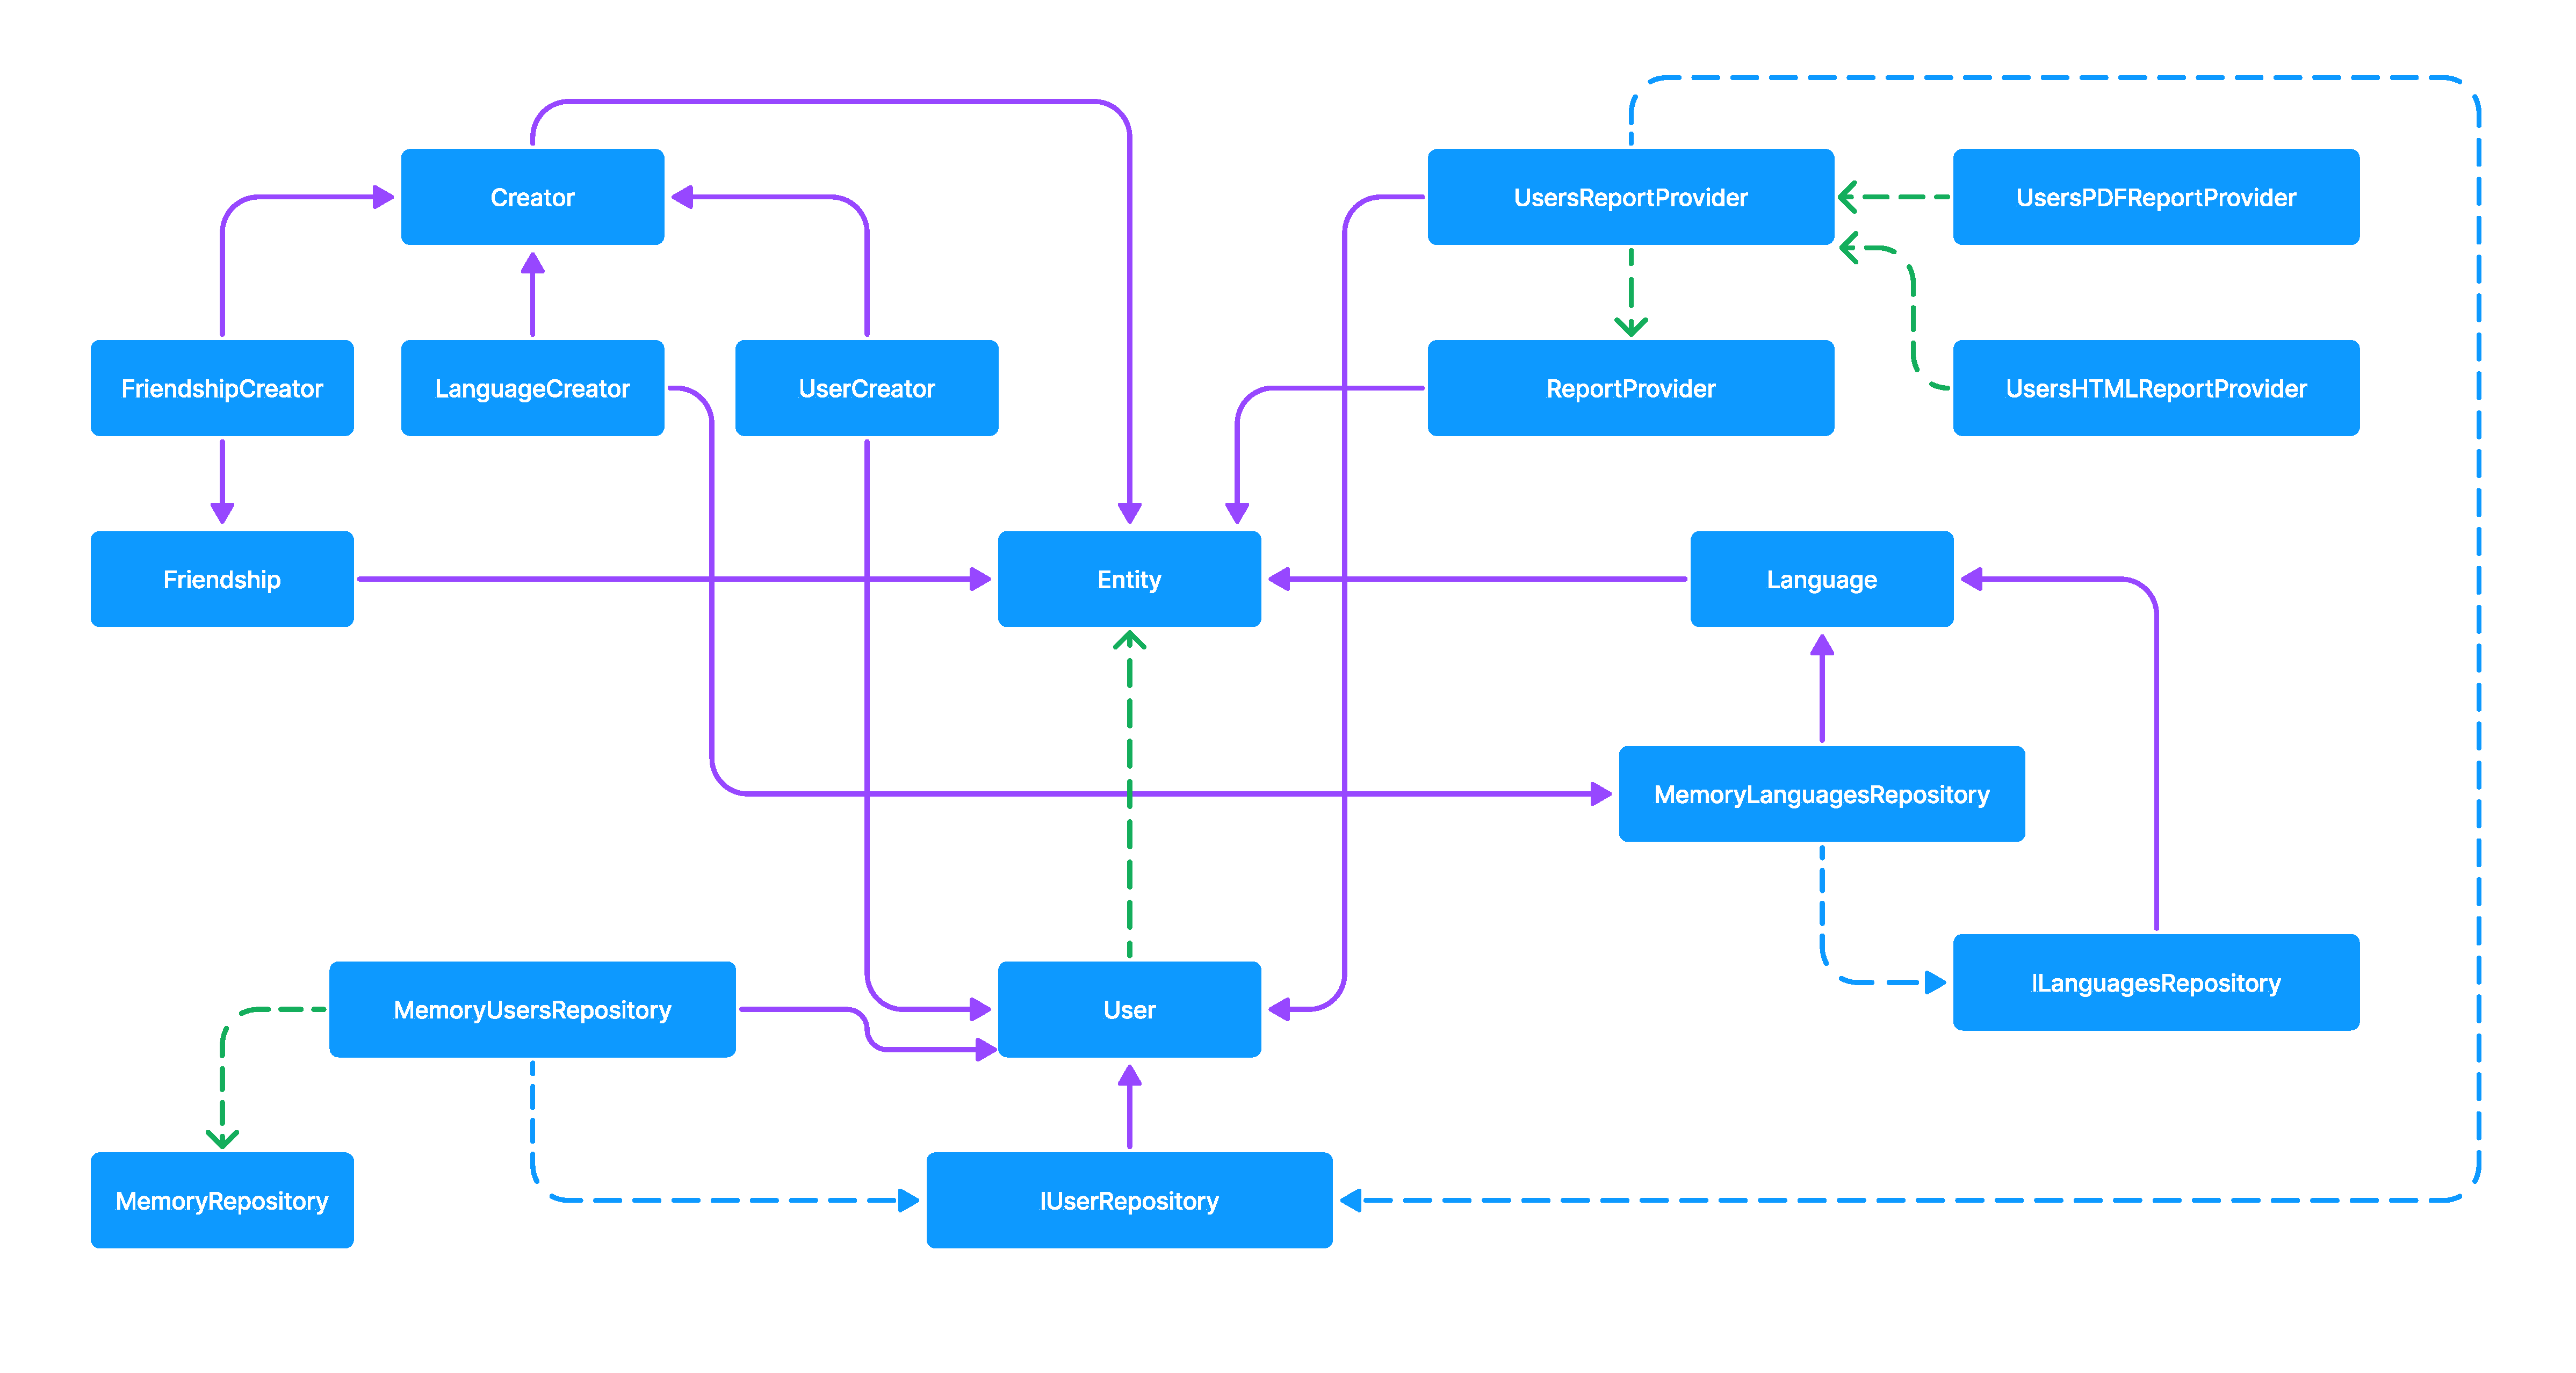 Creator
UsersReportProvider
UsersPDFReportProvider
FriendshipCreator
LanguageCreator
UserCreator
ReportProvider
UsersHTMLReportProvider
Friendship
Entity
Language
MemoryLanguagesRepository
MemoryUsersRepository
User
ILanguagesRepository
MemoryRepository
IUserRepository